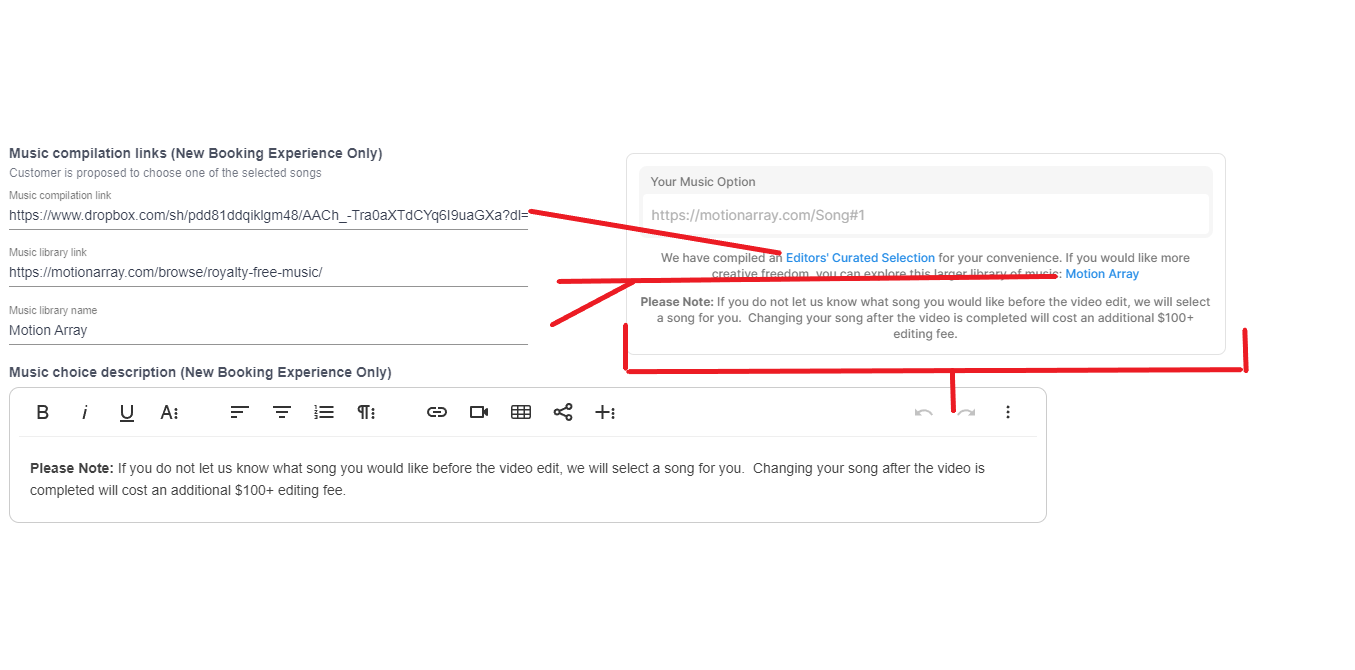 Music compilation links (New Booking Experience Only)
Customer is proposed to choose one of the selected songs
Music compilation link
https://www.dropbox.com/sh/pdd81ddqiklgm48/AACh_-Tra0aXTdCYq6I9uaGXa?dl=
Music library link
https://motionarray.com/browse/royalty-free-music/
Music library name
Motion Array
Your Music Option
https://motionarray.com/Song#1
We have compiled an Editors' Curated Selection for your convenience. If you would like more
creative freedom, you can explore this larger library of music: Motion Array
Please Note: If you do not let us know what song you would like before the video edit, we will select
a song for you.  Changing your song after the video is completed will cost an additional $100+
editing fee.
Music choice description (New Booking Experience Only)
B i U A
Please Note: If you do not let us know what song you would like before the video edit, we will select a song for you.  Changing your song after the video is
completed will cost an additional $100+ editing fee.